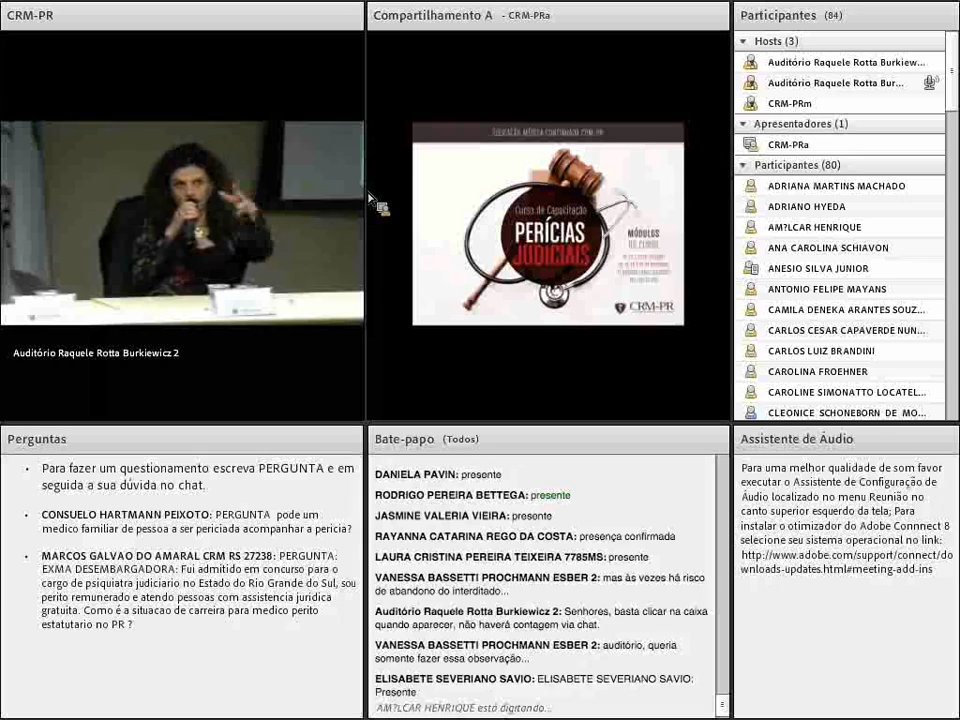 CRM-PR
Auditório Raquele Rotta Burkiewicz 2
Compartilhamento A - CRM-PRa
EDUCAÇÃO MÉDICA CONTINUADA CRM-PR
Curso de Capacitação
PERÍCIAS
JUDICIAIS
MÓDULOS
DO CURSO
CRM-PR
Participantes (84)
Hosts (3)
Auditório Raquele Rotta Burkiew...
Auditório Raquele Rotta Bur...
CRM-PRm
Apresentadores (1)
CRM-PRa
Participantes (80)
ADRIANA MARTINS MACHADO
ADRIANO HYEDA
AM?LCAR HENRIQUE
ANA CAROLINA SCHIAVON
ANESIO SILVA JUNIOR
ANTONIO FELIPE MAYANS
CAMILA DENEKA ARANTES SOUZ...
CARLOS CESAR CAPAVERDE NUN...
CARLOS LUIZ BRANDINI
CAROLINA FROEHNER
CAROLINE SIMONATTO LOCATEL...
CLEONICE SCHONEBORN DE MO...
Perguntas
• Para fazer um questionamento escreva PERGUNTA e em
seguida a sua dúvida no chat.
• CONSUELO HARTMANN PEIXOTO: PERGUNTA pode um
medico familiar de pessoa a ser periciada acompanhar a pericia?
• MARCOS GALVAO DO AMARAL CRM RS 27238: PERGUNTA:
EXMA DESEMBARGADORA: Fui admitido em concurso para o
cargo de psiquiatra judiciario no Estado do Rio Grande do Sul, sou
perito remunerado e atendo pessoas com assistencia juridica
gratuita. Como é a situacao de carreira para medico perito
estatutario no PR ?
Bate-papo (Todos)
DANIELA PAVIN: presente
RODRIGO PEREIRA BETTEGA: presente
JASMINE VALERIA VIEIRA: presente
RAYANNA CATARINA REGO DA COSTA: presença confirmada
LAURA CRISTINA PEREIRA TEIXEIRA 7785MS: presente
VANESSA BASSETTI PROCHMANN ESBER 2: mas às vezes há risco
de abandono do interditado...
Auditório Raquele Rotta Burkiewicz 2: Senhores, basta clicar na caixa
quando aparecer, não haverá contagem via chat.
VANESSA BASSETTI PROCHMANN ESBER 2: auditório, queria
somente fazer essa observação...
ELISABETE SEVERIANO SAVIO: ELISABETE SEVERIANO SAVIO:
Presente
AM?LCAR HENRIQUE está digitando...
Assistente de Áudio
Para uma melhor qualidade de som favor
executar o Assistente de Configuração de
Áudio localizado no menu Reunião no
canto superior esquerdo da tela; Para
instalar o otimizador do Adobe Connnect 8
selecione seu sistema operacional no link:
http://www.adobe.com/support/connect/do
wnloads-updates.html#meeting-add-ins